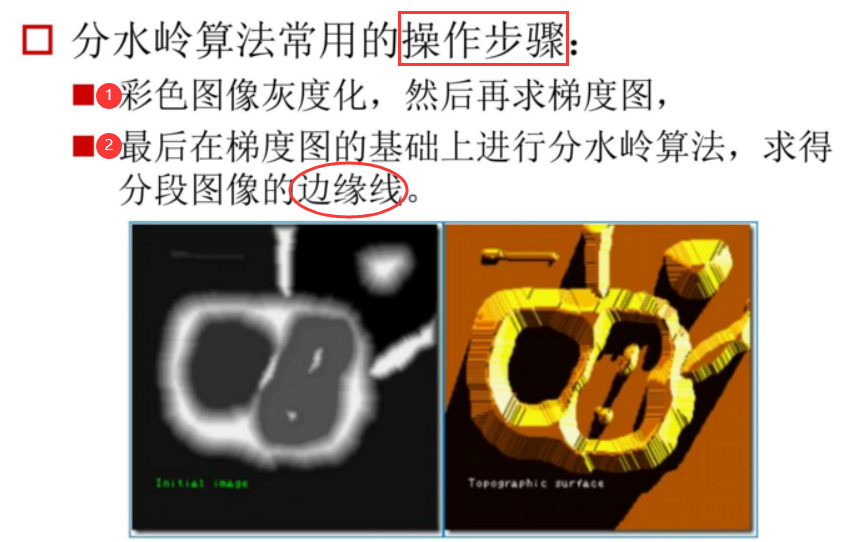 分水岭算法常用的操作步骤：
1 彩色图像灰度化，然后再求梯度图，
2 最后在梯度图的基础上进行分水岭算法，求得
分段图像的边缘线。
Initial image
Topographic surface